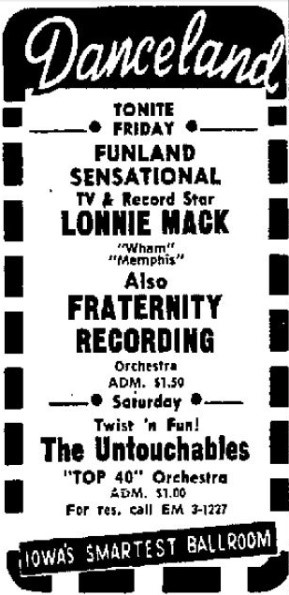 Danceland
TONITE
FRIDAY
FUNLAND
SENSATIONAL
TV & Record Star
LONNIE MACK
"Wham"
"Memphis"
Also
FRATERNITY
RECORDING
Orchestra
ADM. $1.50
Saturday
Twist 'n Fun!
The Untouchables
"TOP 40" Orchestra
ADM. $1.00
For res. call EM 3-1227
IOWA'S SMARTEST BALLROOM